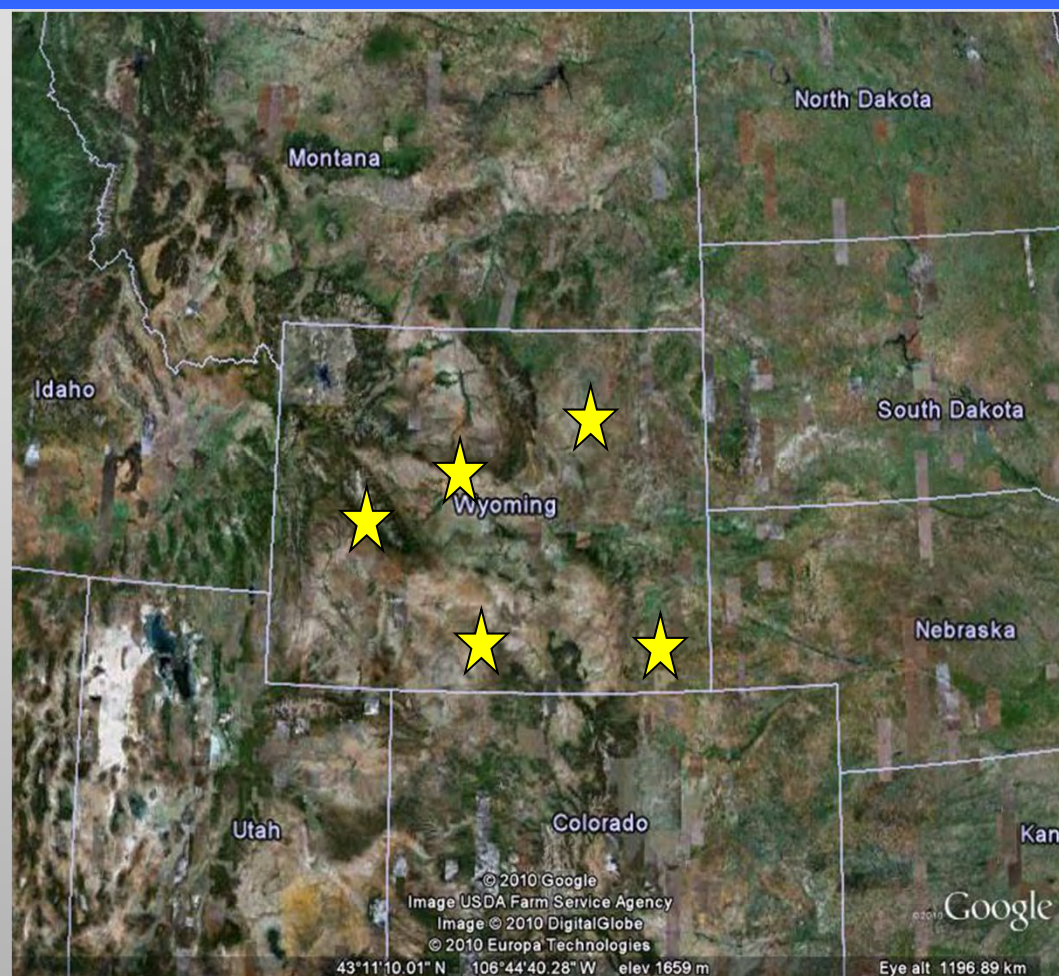 North Dakota
Montana
Idaho
South Dakota
Wyoming
Nebraska
Utah
Colorado
Kan
© 2010 Google
Image USDA Farm Service Agency
Image © 2010 DigitalGlobe
© 2010 Europa Technologies
©2010 Google
43°11'10.01" N 106°44'40.28" W elev 1659 m Eye alt 1196.89 km